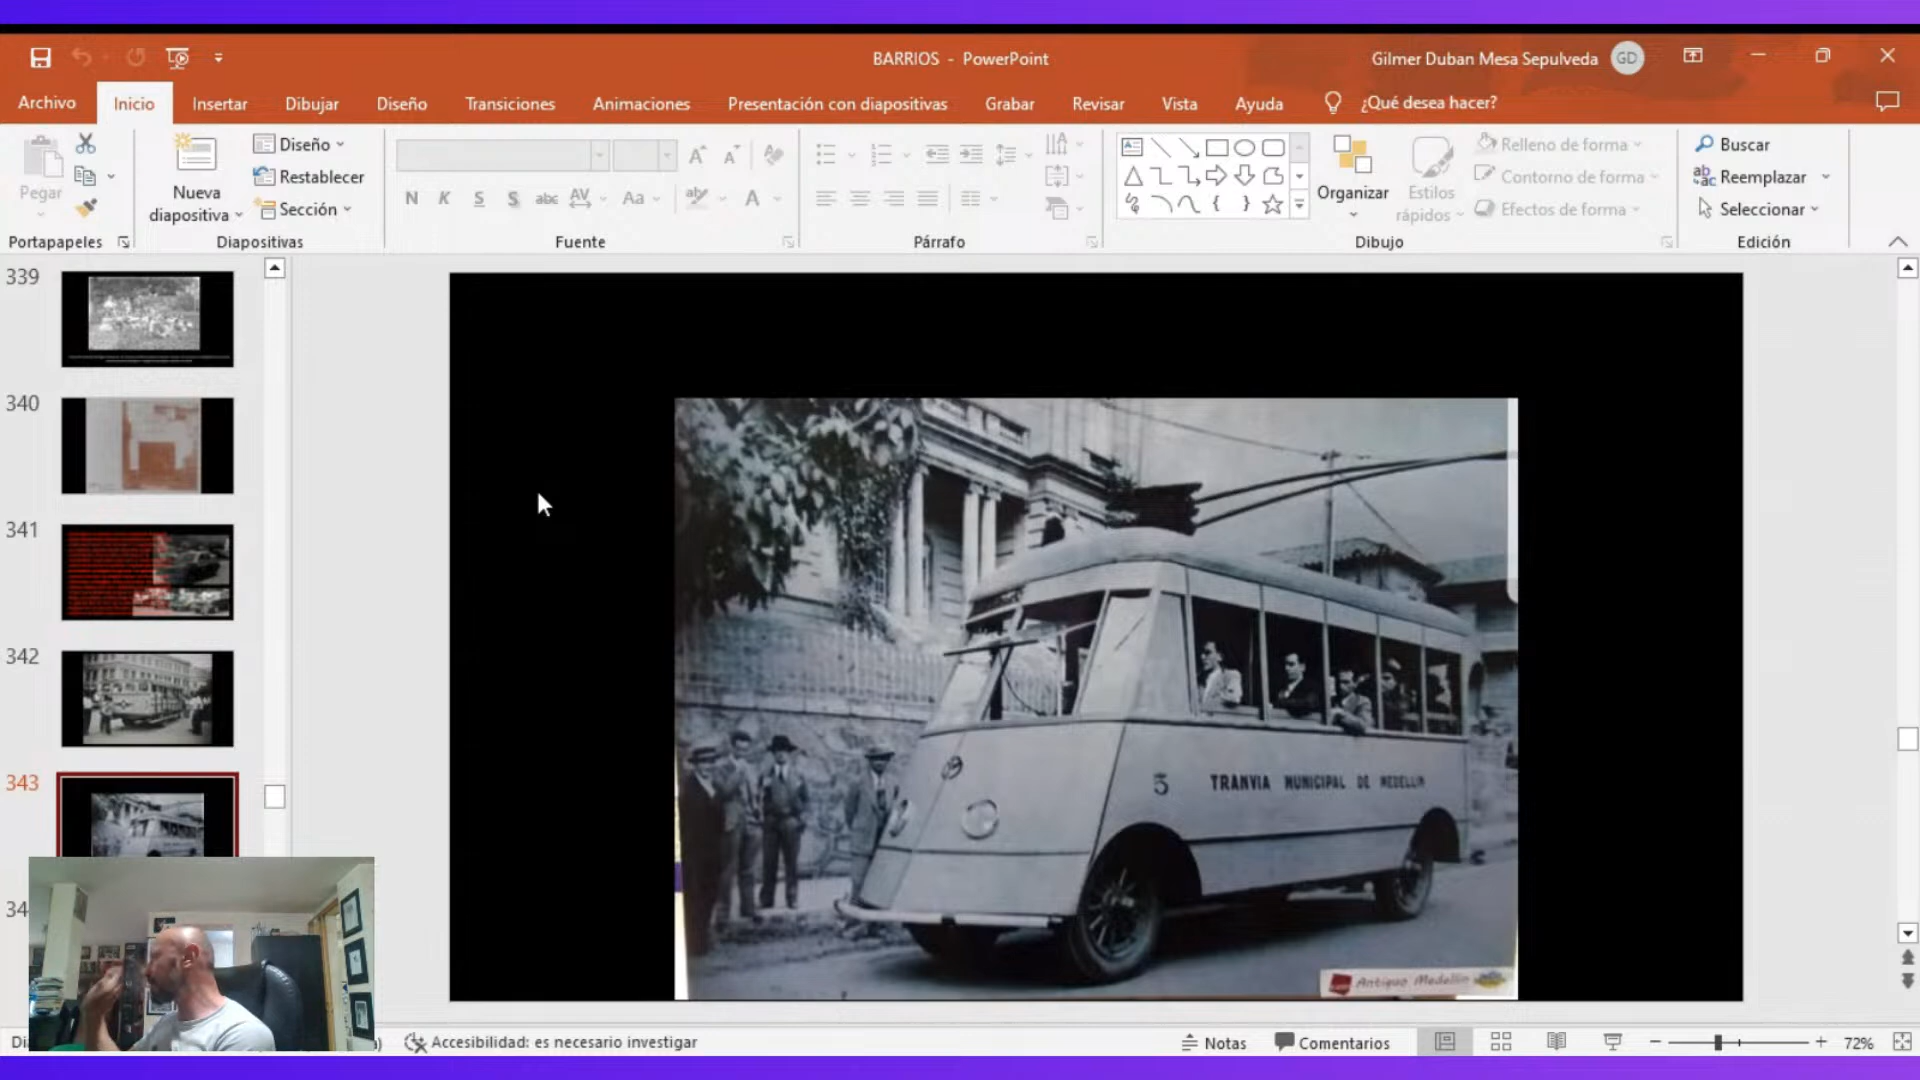 BARRIOS - PowerPoint
Gilmer Duban Mesa Sepulveda
GD
Archivo
Inicio
Insertar
Dibujar
Diseño
Transiciones
Animaciones
Presentación con diapositivas
Grabar
Revisar
Vista
Ayuda
¿Qué desea hacer?
Pegar
Nueva
diapositiva
Diseño
Restablecer
Sección
N K S S abc AV Aa A
Organizar
Estilos
rápidos
Relleno de forma
Contorno de forma
Efectos de forma
Buscar
Reemplazar
Seleccionar
Portapapeles
Diapositivas
Fuente
Párrafo
Dibujo
Edición
339
340
341
342
343
5 TRANVIA MUNICIPAL DE MEDELLIN
Antiguo Medellin
Accesibilidad: es necesario investigar
Notas
Comentarios
72%